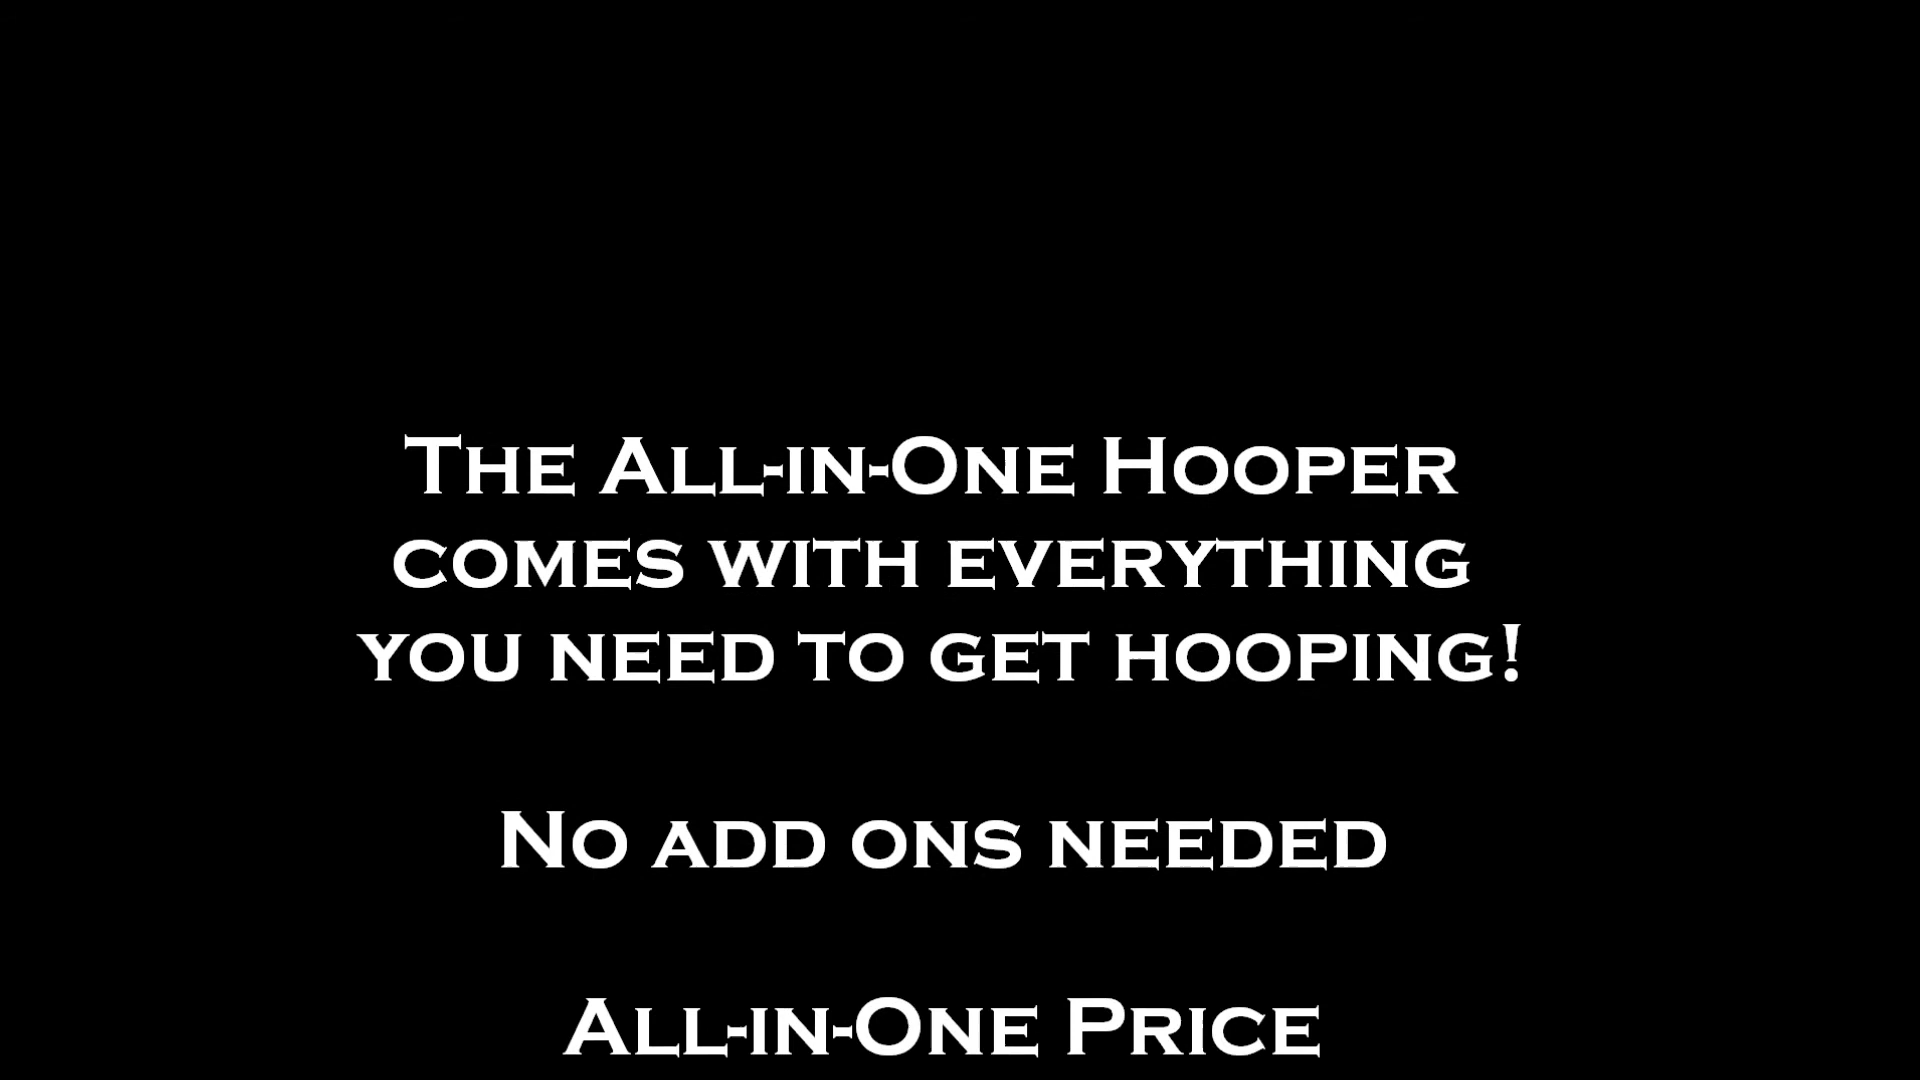 The All-in-One Hooper
comes with everything
you need to get hooping!
No add ons needed
All-in-One Price